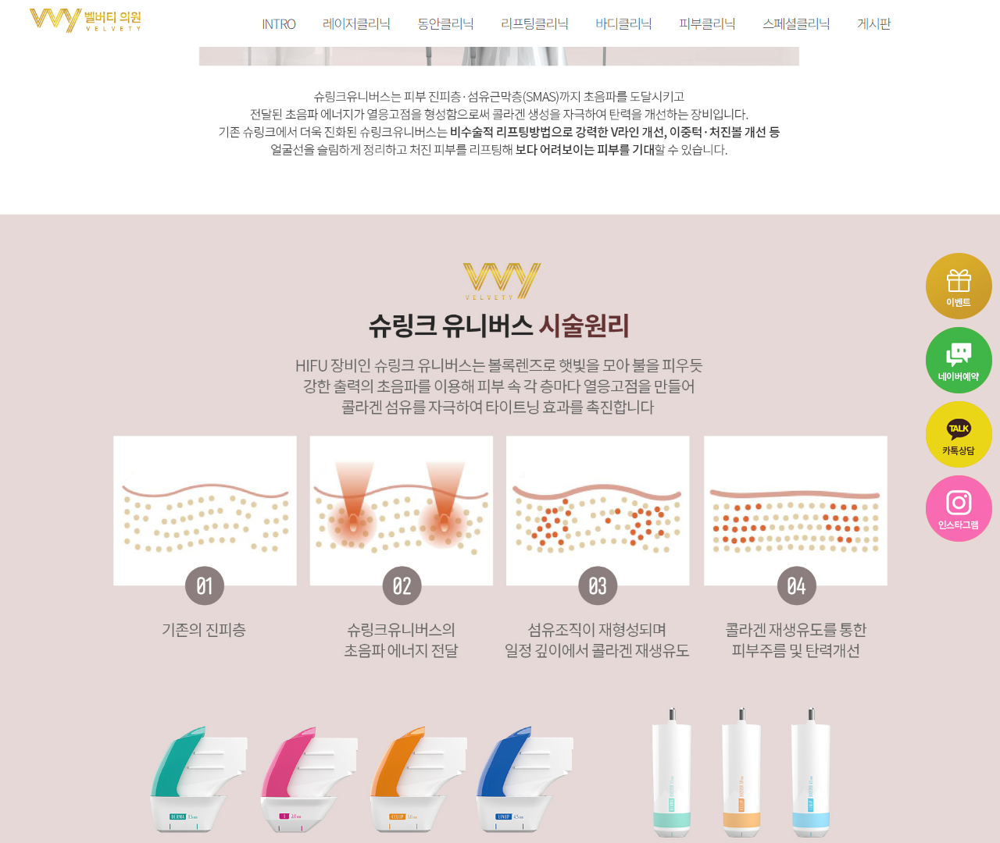 벨버티 의원
VELVETY
INTRO
레이저클리닉
동안클리닉
리프팅클리닉
바디클리닉
피부클리닉
스페셜클리닉
게시판
슈링크유니버스는 피부 진피층·섬유근막층(SMAS)까지 초음파를 도달시키고
전달된 초음파 에너지가 열응고점을 형성함으로써 콜라겐 생성을 자극하여 탄력을 개선하는 장비입니다.
기존 슈링크에서 더욱 진화된 슈링크유니버스는 비수술적 리프팅방법으로 강력한 V라인 개선, 이중턱·처진볼 개선 등
얼굴선을 슬림하게 정리하고 처진 피부를 리프팅해 보다 어려보이는 피부를 기대할 수 있습니다.
VELVETY
슈링크 유니버스 시술원리
HIFU 장비인 슈링크 유니버스는 볼록렌즈로 햇빛을 모아 불을 피우듯
강한 출력의 초음파를 이용해 피부 속 각 층마다 열응고점을 만들어
콜라겐 섬유를 자극하여 타이트닝 효과를 촉진합니다
이벤트
네이버예약
TALK
카톡상담
인스타그램
01
02
03
04
기존의 진피층
슈링크유니버스의
초음파 에너지 전달
섬유조직이 재형성되며
일정 깊이에서 콜라겐 재생유도
콜라겐 재생유도를 통한
피부주름 및 탄력개선
DERMA 1.5mm
2.0mm
3.0mm
LINUP 4.5mm